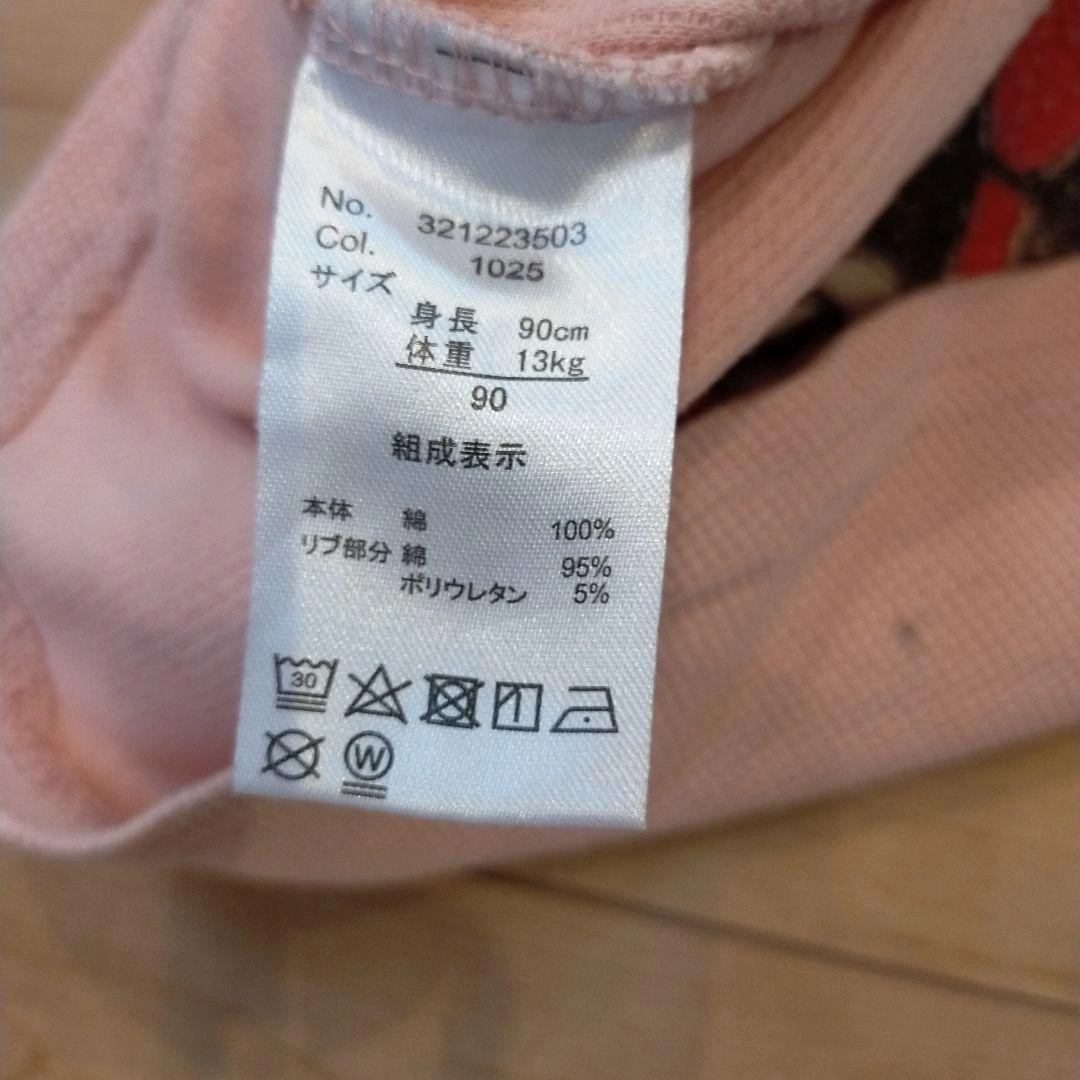 No. 321223503
Col. 1025
サイズ
身長 90cm
体重 13kg
90
組成表示
本体 綿 100%
リブ部分 綿 95%
ポリウレタン 5%
30
W